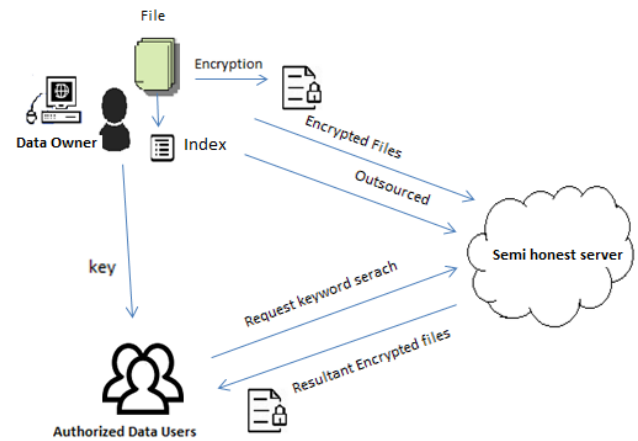 File
Encryption
Data Owner
Index
Encrypted Files
Outsourced
Semi honest server
key
Request keyword serach
Resultant Encrypted files
Authorized Data Users